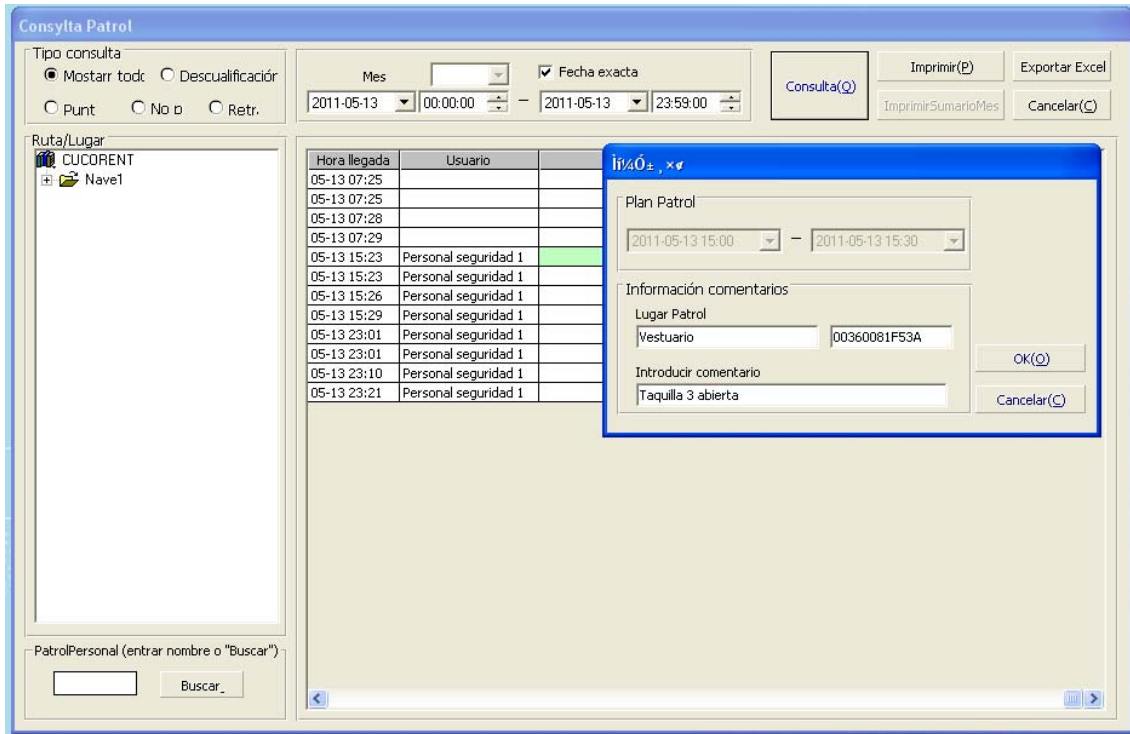 Consylta Patrol
Tipo consulta
Mostarr todc Descualificaciór
Punt No p Retr.
Mes Fecha exacta
2011-05-13 00:00:00 – 2011-05-13 23:59:00
Consulta(Q)
Imprimir(P) Exportar Excel
ImprimirSumarioMes Cancelar(C)
Ruta/Lugar
CUCORENT
Nave1
Hora llegada Usuario
05-13 07:25
05-13 07:25
05-13 07:28
05-13 07:29
05-13 15:23 Personal seguridad 1
05-13 15:23 Personal seguridad 1
05-13 15:26 Personal seguridad 1
05-13 15:29 Personal seguridad 1
05-13 23:01 Personal seguridad 1
05-13 23:01 Personal seguridad 1
05-13 23:10 Personal seguridad 1
05-13 23:21 Personal seguridad 1
Ìí¼Ó±¸×¢
Plan Patrol
2011-05-13 15:00 – 2011-05-13 15:30
Información comentarios
Lugar Patrol
Vestuario 00360081F53A
Introducir comentario
Taquilla 3 abierta
OK(O)
Cancelar(C)
PatrolPersonal (entrar nombre o "Buscar")
Buscar_